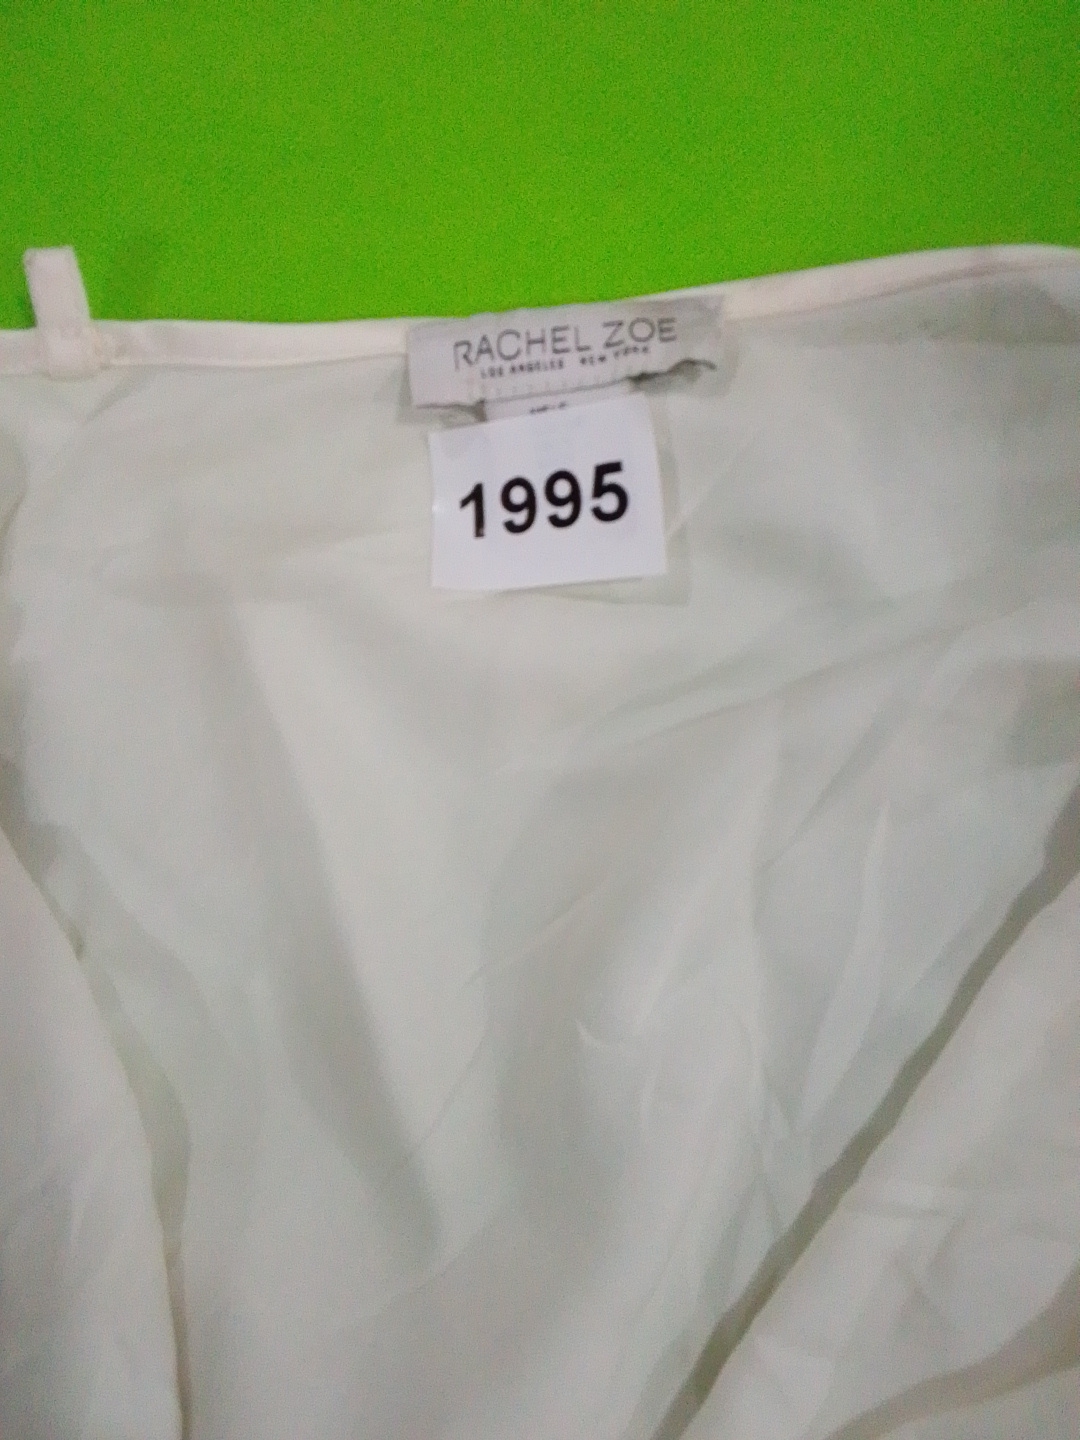 RACHEL ZOE
LOS ANGELES NEW YORK
1995